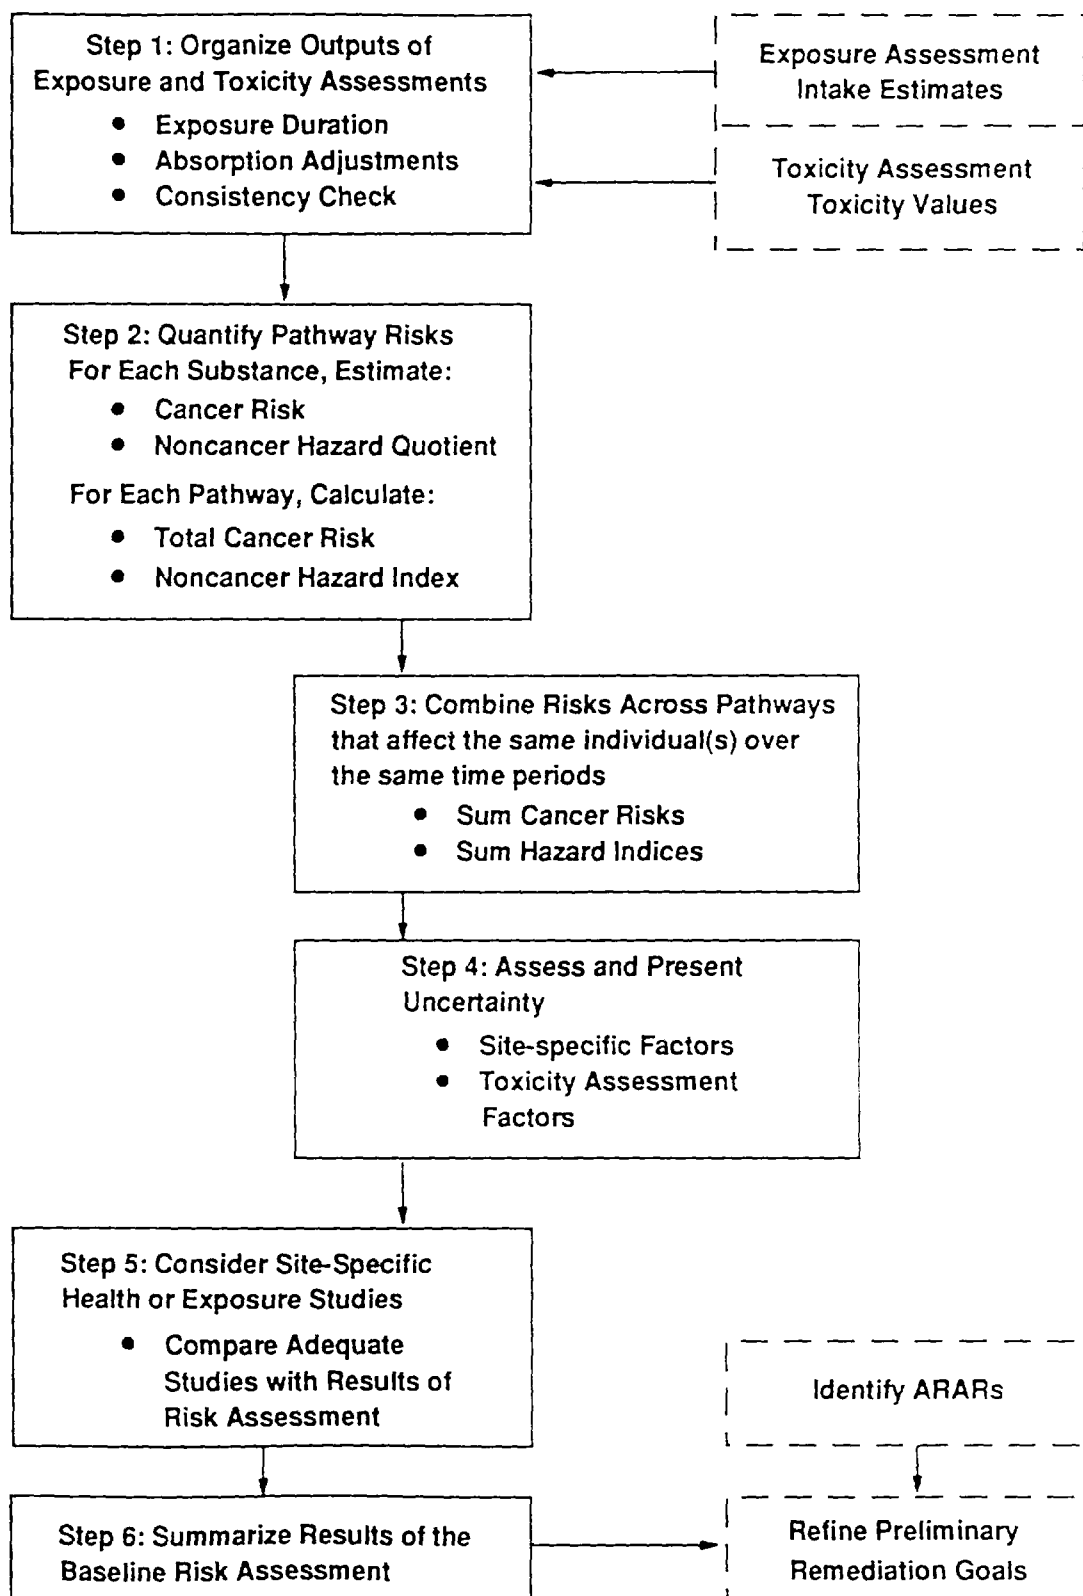 Step 1: Organize Outputs of
Exposure and Toxicity Assessments
● Exposure Duration
● Absorption Adjustments
● Consistency Check
Exposure Assessment
Intake Estimates
Toxicity Assessment
Toxicity Values
Step 2: Quantify Pathway Risks
For Each Substance, Estimate:
● Cancer Risk
● Noncancer Hazard Quotient
For Each Pathway, Calculate:
● Total Cancer Risk
● Noncancer Hazard Index
Step 3: Combine Risks Across Pathways
that affect the same individual(s) over
the same time periods
● Sum Cancer Risks
● Sum Hazard Indices
Step 4: Assess and Present
Uncertainty
● Site-specific Factors
● Toxicity Assessment
Factors
Step 5: Consider Site-Specific
Health or Exposure Studies
● Compare Adequate
Studies with Results of
Risk Assessment
Identify ARARs
Step 6: Summarize Results of the
Baseline Risk Assessment
Refine Preliminary
Remediation Goals